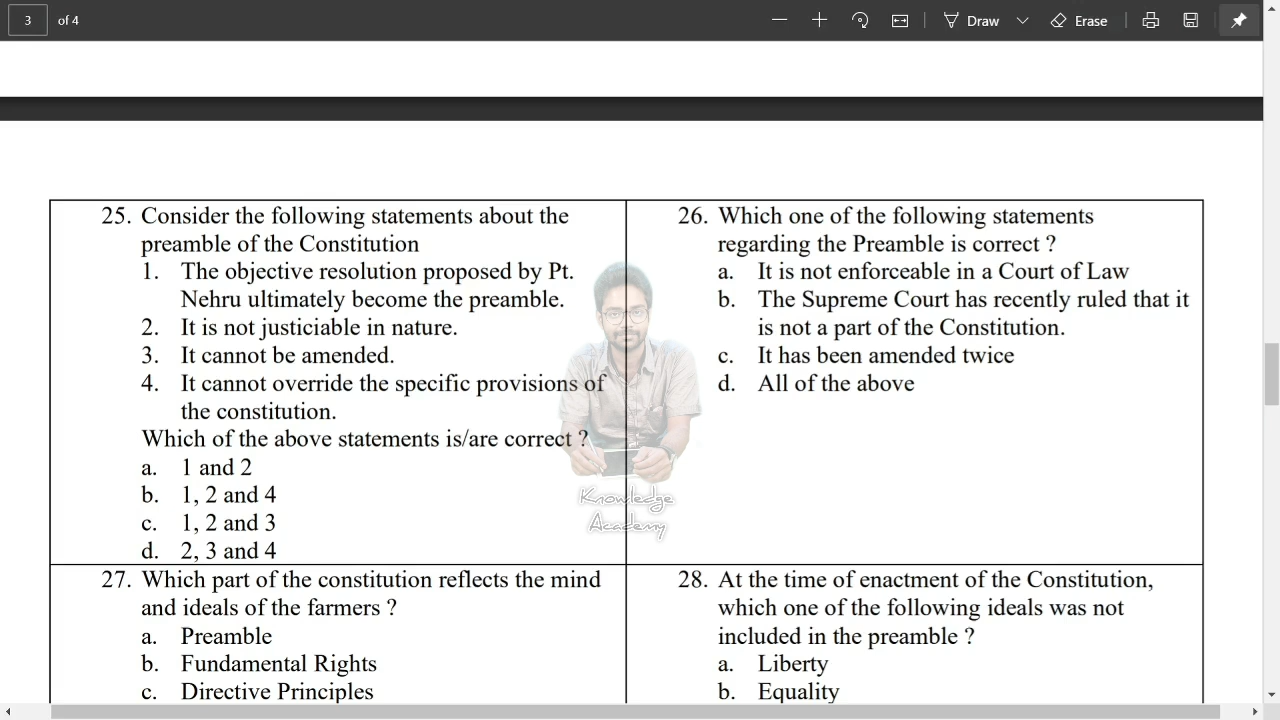 3 of 4 Draw Erase
25. Consider the following statements about the
preamble of the Constitution
1. The objective resolution proposed by Pt.
Nehru ultimately become the preamble.
2. It is not justiciable in nature.
3. It cannot be amended.
4. It cannot override the specific provisions of
the constitution.
Which of the above statements is/are correct ?
a. 1 and 2
b. 1, 2 and 4
c. 1, 2 and 3
d. 2, 3 and 4
26. Which one of the following statements
regarding the Preamble is correct ?
a. It is not enforceable in a Court of Law
b. The Supreme Court has recently ruled that it
is not a part of the Constitution.
c. It has been amended twice
d. All of the above
Knowledge
Academy
27. Which part of the constitution reflects the mind
and ideals of the farmers ?
a. Preamble
b. Fundamental Rights
c. Directive Principles
28. At the time of enactment of the Constitution,
which one of the following ideals was not
included in the preamble ?
a. Liberty
b. Equality